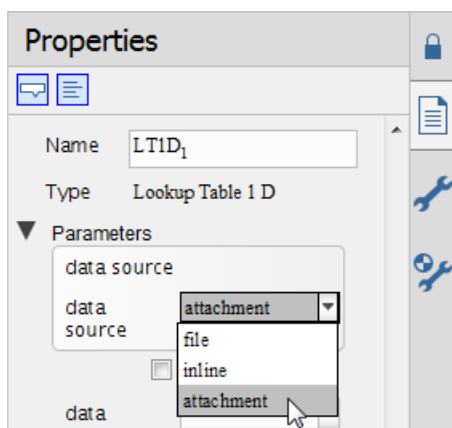 Properties
Name LT1D₁
Type Lookup Table 1 D
Parameters
data source
data source attachment
file
inline
attachment
data